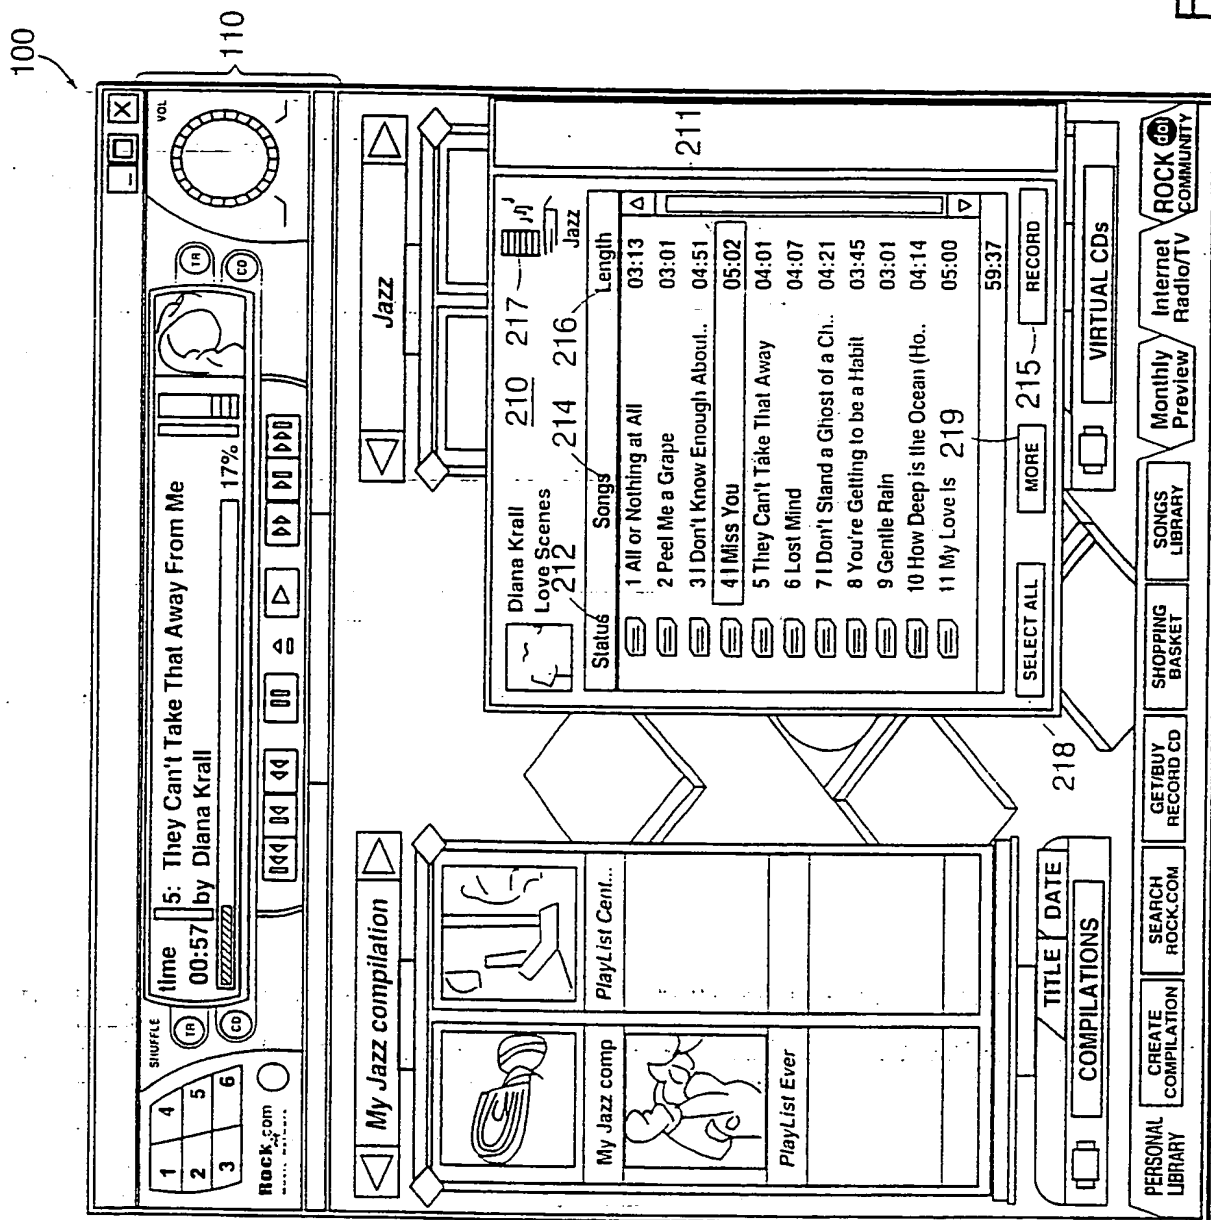 100
110
VOL
SHUFFLE
TR
CD
TR
CD
1 4
2 5
3 6
Rock.com
time
00:57
5: They Can't Take That Away From Me
by Diana Krall
17%
My Jazz compilation
Jazz
My Jazz comp
PlayList Cent...
PlayList Ever
TITLE
DATE
COMPILATIONS
Diana Krall
Love Scenes
210
217
Jazz
211
212
214
216
Status
Songs
Length
1 All or Nothing at All 03:13
2 Peel Me a Grape 03:01
3 I Don't Know Enough About.. 04:51
4 I Miss You 05:02
5 They Can't Take That Away 04:01
6 Lost Mind 04:07
7 I Don't Stand a Ghost of a Ch.. 04:21
8 You're Getting to be a Habit 03:45
9 Gentle Rain 03:01
10 How Deep is the Ocean (Ho.. 04:14
11 My Love Is 05:00
59:37
219
215
218
SELECT ALL
MORE
RECORD
VIRTUAL CDs
PERSONAL
LIBRARY
CREATE
COMPILATION
SEARCH
ROCK.COM
GET/BUY
RECORD CD
SHOPPING
BASKET
SONGS
LIBRARY
Monthly
Preview
Internet
Radio/TV
ROCK
COMMUNITY